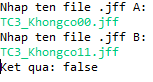 Nhap ten file .jff A:
TC3_Khongco00.jff
Nhap ten file .jff B:
TC3_Khongco11.jff
Ket qua: false